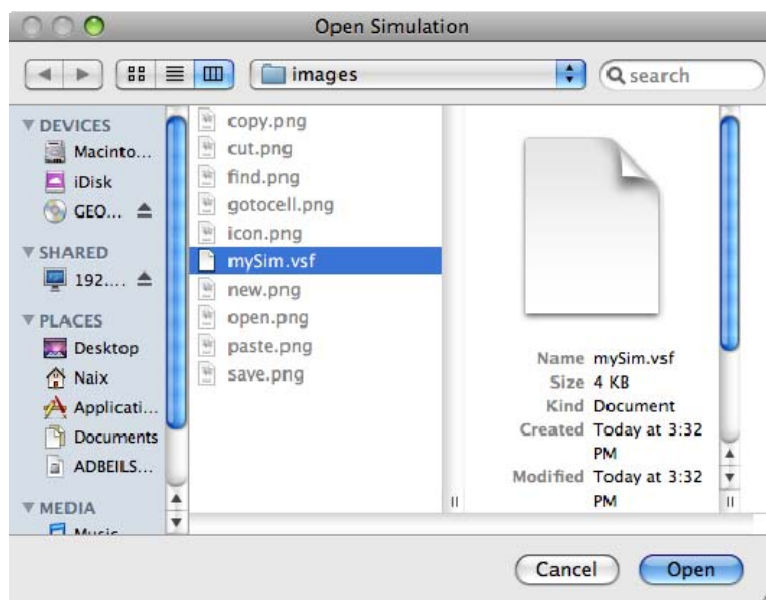 Open Simulation
images
search
DEVICES
Macinto...
iDisk
GEO...
SHARED
192....
PLACES
Desktop
Naix
Applicati...
Documents
ADBEILS...
MEDIA
Music
copy.png
cut.png
find.png
gotocell.png
icon.png
mySim.vsf
new.png
open.png
paste.png
save.png
Name mySim.vsf
Size 4 KB
Kind Document
Created Today at 3:32
PM
Modified Today at 3:32
PM
Cancel
Open